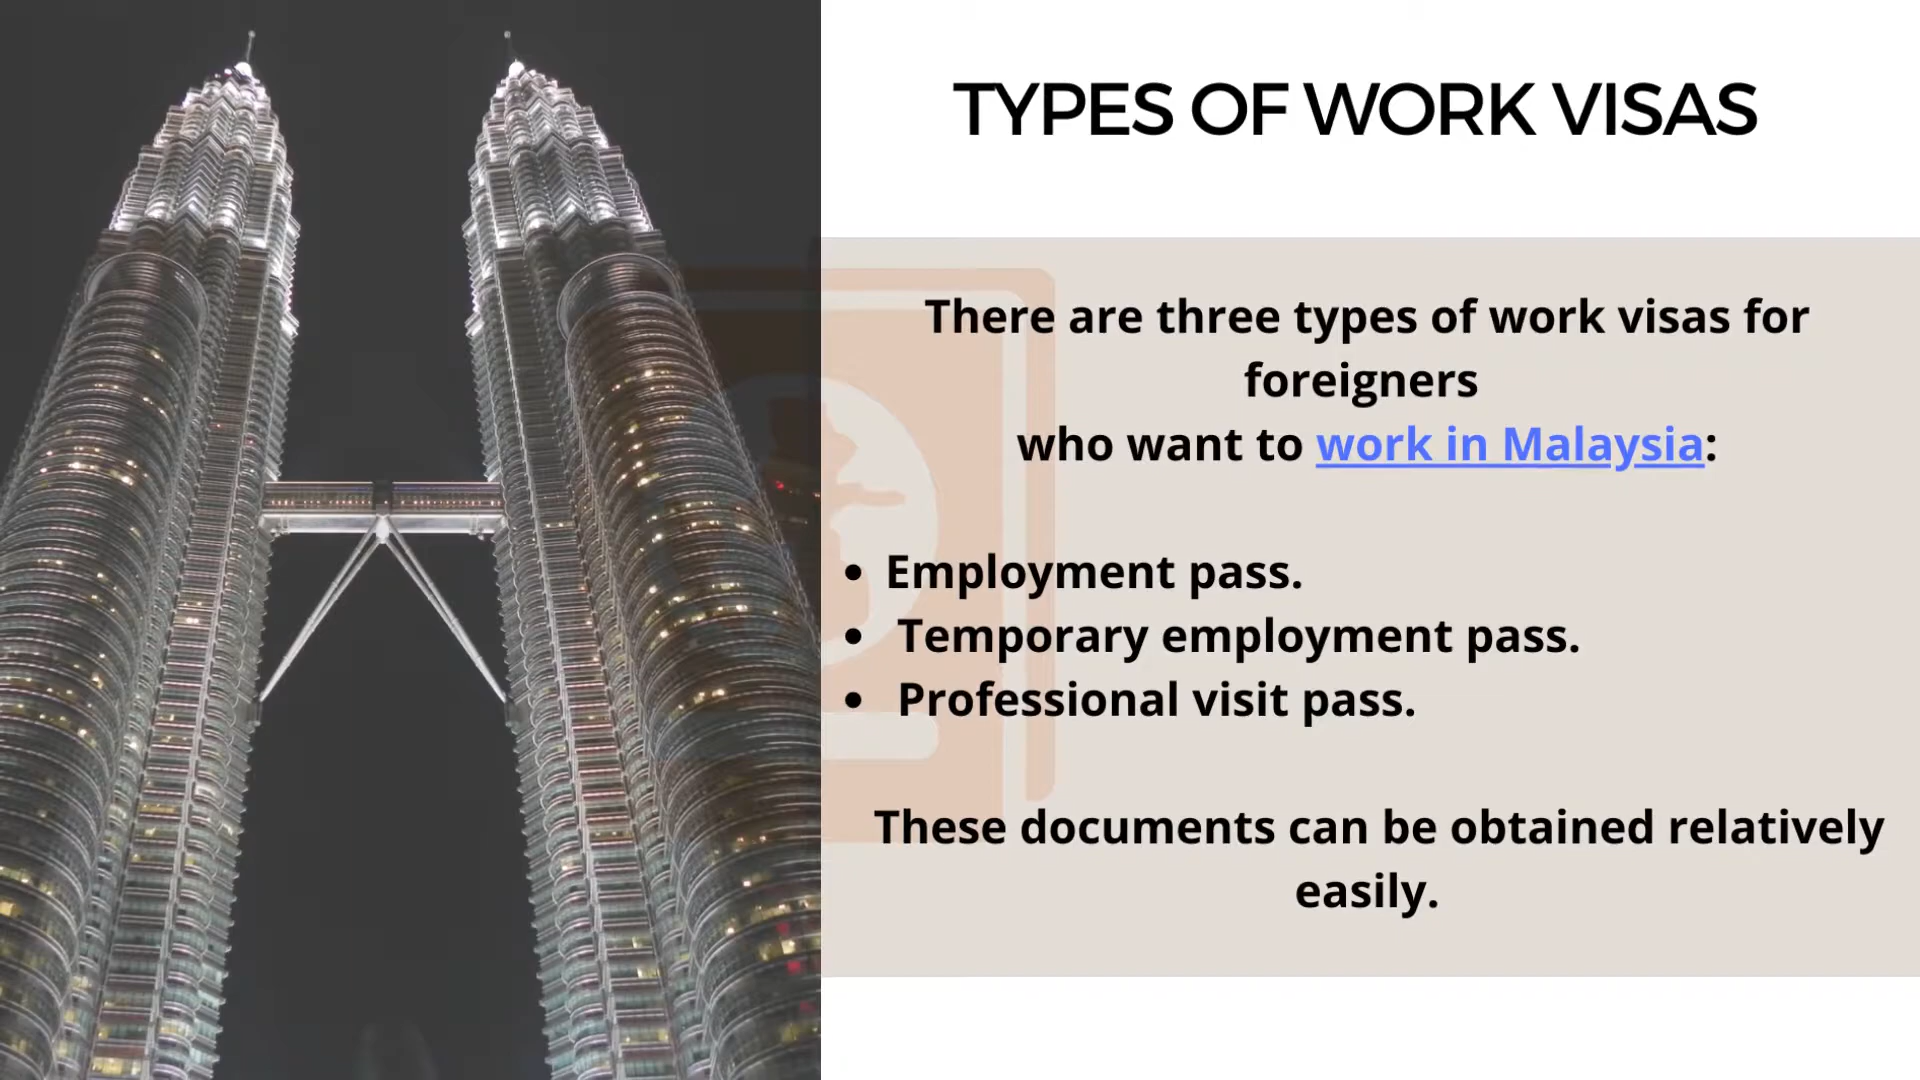 TYPES OF WORK VISAS
There are three types of work visas for
foreigners
who want to work in Malaysia:
• Employment pass.
• Temporary employment pass.
• Professional visit pass.
These documents can be obtained relatively
easily.